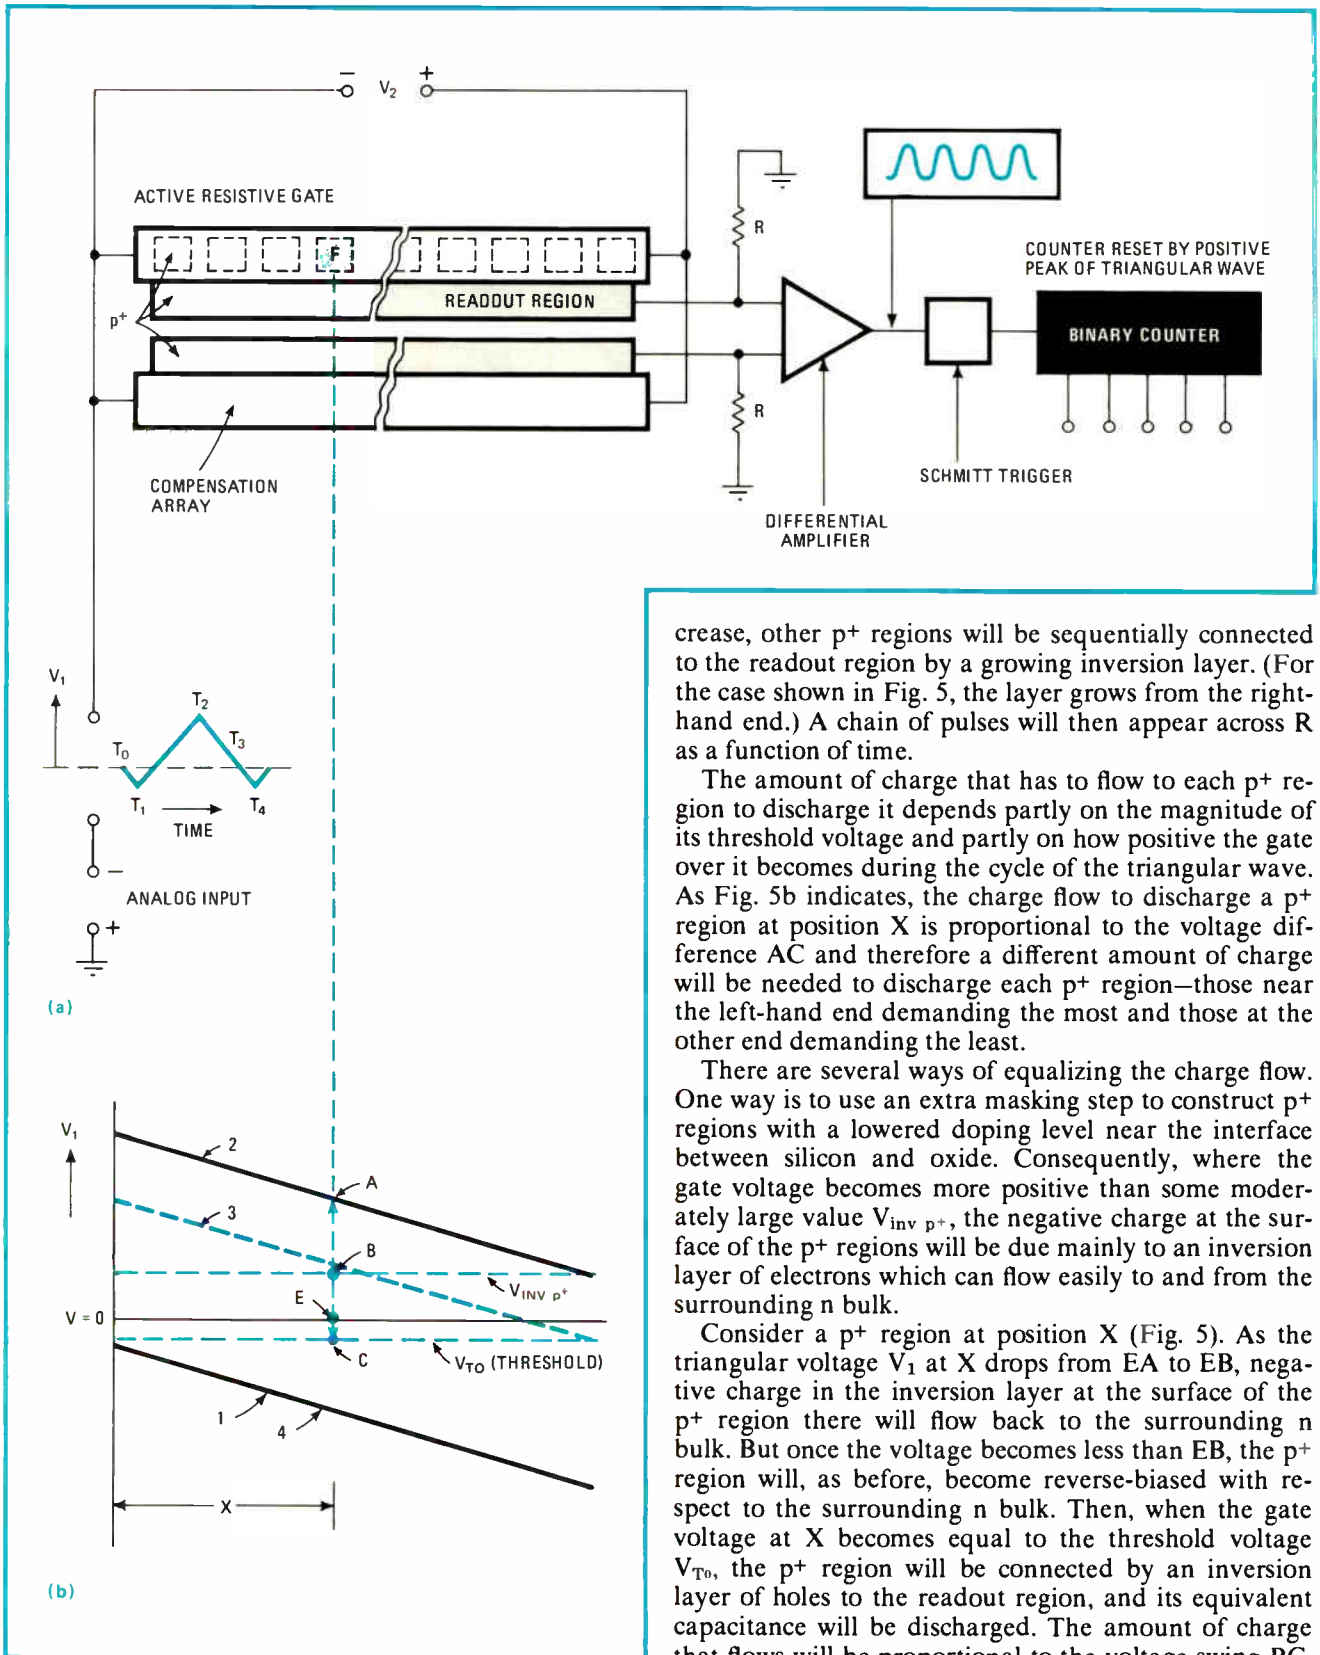 − V₂ +
ACTIVE RESISTIVE GATE
R
F
COUNTER RESET BY POSITIVE
PEAK OF TRIANGULAR WAVE
READOUT REGION
p⁺
BINARY COUNTER
R
COMPENSATION
ARRAY
SCHMITT TRIGGER
DIFFERENTIAL
AMPLIFIER
V₁
T₂
T₀
T₃
T₁
T₄
TIME
−
ANALOG INPUT
+
(a)
V₁
2
A
3
B
V_INV p⁺
E
V = 0
C
V_TO (THRESHOLD)
1
4
X
(b)
crease, other p+ regions will be sequentially connected
to the readout region by a growing inversion layer. (For
the case shown in Fig. 5, the layer grows from the right-
hand end.) A chain of pulses will then appear across R
as a function of time.
The amount of charge that has to flow to each p+ re-
gion to discharge it depends partly on the magnitude of
its threshold voltage and partly on how positive the gate
over it becomes during the cycle of the triangular wave.
As Fig. 5b indicates, the charge flow to discharge a p+
region at position X is proportional to the voltage dif-
ference AC and therefore a different amount of charge
will be needed to discharge each p+ region—those near
the left-hand end demanding the most and those at the
other end demanding the least.
There are several ways of equalizing the charge flow.
One way is to use an extra masking step to construct p+
regions with a lowered doping level near the interface
between silicon and oxide. Consequently, where the
gate voltage becomes more positive than some moder-
ately large value V_inv p+, the negative charge at the sur-
face of the p+ regions will be due mainly to an inversion
layer of electrons which can flow easily to and from the
surrounding n bulk.
Consider a p+ region at position X (Fig. 5). As the
triangular voltage V₁ at X drops from EA to EB, nega-
tive charge in the inversion layer at the surface of the
p+ region there will flow back to the surrounding n
bulk. But once the voltage becomes less than EB, the p+
region will, as before, become reverse-biased with re-
spect to the surrounding n bulk. Then, when the gate
voltage at X becomes equal to the threshold voltage
V_To, the p+ region will be connected by an inversion
layer of holes to the readout region, and its equivalent
capacitance will be discharged. The amount of charge
that flows will be proportional to the voltage swing BC.